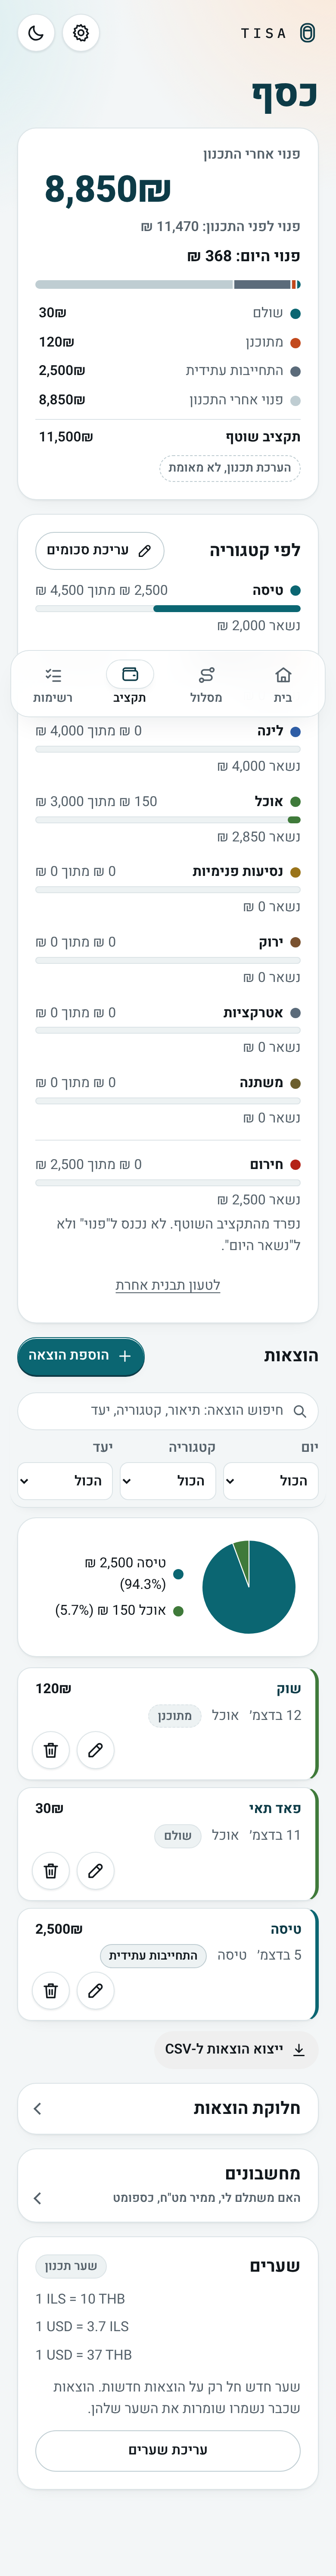 TISA
כסף
פנוי אחרי התכנון
8,850₪
פנוי לפני התכנון: 11,470 ₪
פנוי היום: 368 ₪
שולם 30₪
מתוכנן 120₪
התחייבות עתידית 2,500₪
פנוי אחרי התכנון 8,850₪
תקציב שוטף 11,500₪
הערכת תכנון, לא מאומת
לפי קטגוריה
עריכת סכומים
טיסה 2,500 ₪ מתוך 4,500 ₪
נשאר 2,000 ₪
בית
מסלול
תקציב
רשימות
לינה 0 ₪ מתוך 4,000 ₪
נשאר 4,000 ₪
אוכל 150 ₪ מתוך 3,000 ₪
נשאר 2,850 ₪
נסיעות פנימיות 0 ₪ מתוך 0 ₪
נשאר 0 ₪
ירוק 0 ₪ מתוך 0 ₪
נשאר 0 ₪
אטרקציות 0 ₪ מתוך 0 ₪
נשאר 0 ₪
משתנה 0 ₪ מתוך 0 ₪
נשאר 0 ₪
חירום 0 ₪ מתוך 2,500 ₪
נשאר 2,500 ₪
נפרד מהתקציב השוטף. לא נכנס ל"פנוי" ולא
ל"נשאר היום".
לטעון תבנית אחרת
הוצאות
הוספת הוצאה
חיפוש הוצאה: תיאור, קטגוריה, יעד
יום קטגוריה יעד
הכול הכול הכול
טיסה 2,500 ₪
(94.3%)
אוכל 150 ₪ (5.7%)
שוק 120₪
12 בדצמ׳ אוכל מתוכנן
פאד תאי 30₪
11 בדצמ׳ אוכל שולם
טיסה 2,500₪
5 בדצמ׳ טיסה התחייבות עתידית
ייצוא הוצאות ל-CSV
חלוקת הוצאות
מחשבונים
האם משתלם לי, ממיר מט"ח, כספומט
שערים
שער תכנון
1 ILS = 10 THB
1 USD = 3.7 ILS
1 USD = 37 THB
שער חדש חל רק על הוצאות חדשות. הוצאות
שכבר נשמרו שומרות את השער שלהן.
עריכת שערים